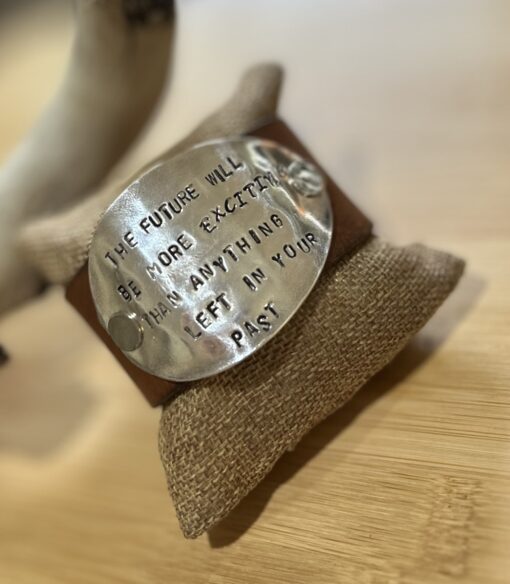 THE FUTURE WILL
BE MORE EXCITING
THAN ANYTHING
LEFT IN YOUR
PAST